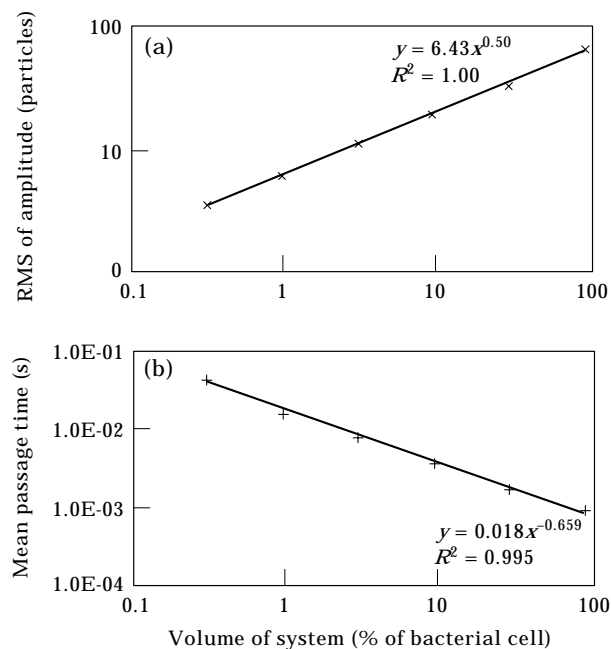 100
(a)
y = 6.43x^0.50
R² = 1.00
RMS of amplitude (particles)
10
0
0.1 1 10 100
1.0E-01
(b)
Mean passage time (s)
1.0E-02
1.0E-03
y = 0.018x^−0.659
R² = 0.995
1.0E-04
0.1 1 10 100
Volume of system (% of bacterial cell)